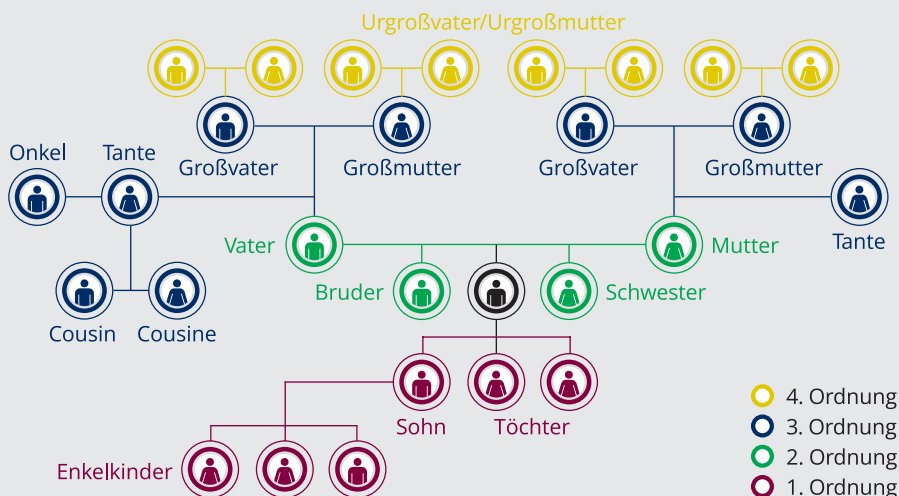 Urgroßvater/Urgroßmutter
Großvater
Großmutter
Großvater
Großmutter
Onkel
Tante
Tante
Vater
Mutter
Bruder
Schwester
Cousin
Cousine
Sohn
Töchter
Enkelkinder
4. Ordnung
3. Ordnung
2. Ordnung
1. Ordnung